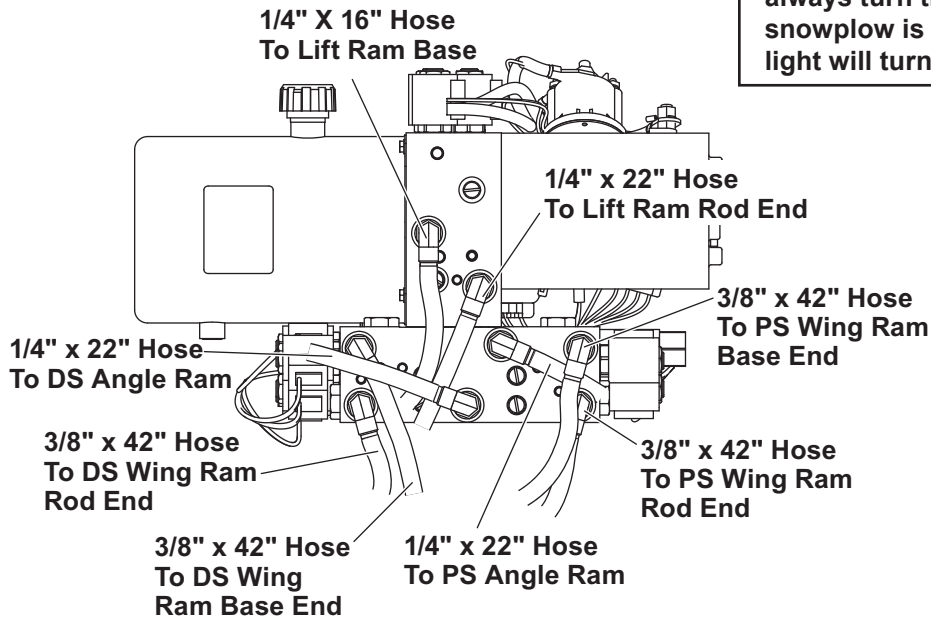 always turn
snowplow is
light will turn
1/4" X 16" Hose
To Lift Ram Base
1/4" x 22" Hose
To Lift Ram Rod End
3/8" x 42" Hose
To PS Wing Ram
Base End
1/4" x 22" Hose
To DS Angle Ram
3/8" x 42" Hose
To DS Wing Ram
Rod End
3/8" x 42" Hose
To PS Wing Ram
Rod End
3/8" x 42" Hose
To DS Wing
Ram Base End
1/4" x 22" Hose
To PS Angle Ram